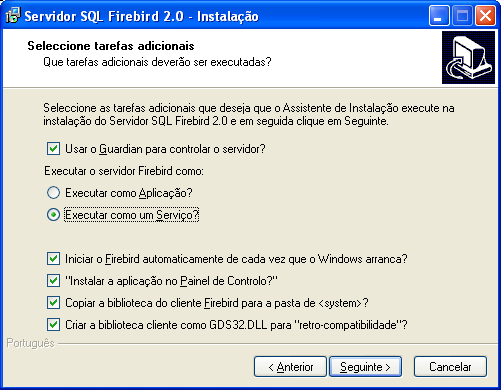 Servidor SQL Firebird 2.0 - Instalação
Seleccione tarefas adicionais
Que tarefas adicionais deverão ser executadas?
Seleccione as tarefas adicionais que deseja que o Assistente de Instalação execute na
instalação do Servidor SQL Firebird 2.0 e em seguida clique em Seguinte.
Usar o Guardian para controlar o servidor?
Executar o servidor Firebird como:
Executar como Aplicação?
Executar como um Serviço?
Iniciar o Firebird automaticamente de cada vez que o Windows arranca?
"Instalar a aplicação no Painel de Controlo?"
Copiar a biblioteca do cliente Firebird para a pasta de <system>?
Criar a biblioteca cliente como GDS32.DLL para "retro-compatibilidade"?
Português
< Anterior
Seguinte >
Cancelar